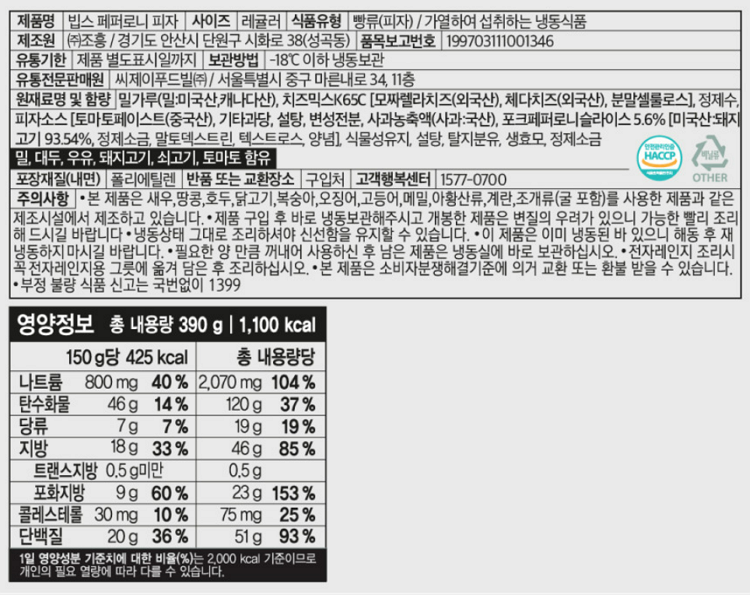 제품명 빕스 페퍼로니 피자 사이즈 레귤러 식품유형 빵류(피자) / 가열하여 섭취하는 냉동식품
제조원 ㈜조흥 / 경기도 안산시 단원구 시화로 38(성곡동) 품목보고번호 199703111001346
유통기한 제품 별도표시일까지 보관방법 -18℃ 이하 냉동보관
유통전문판매원 씨제이푸드빌㈜ / 서울특별시 중구 마른내로 34, 11층
원재료명 및 함량 밀가루(밀:미국산,캐나다산), 치즈믹스K65C [모짜렐라치즈(외국산), 체다치즈(외국산), 분말셀룰로스], 정제수,
피자소스 [토마토페이스트(중국산), 기타과당, 설탕, 변성전분, 사과농축액(사과:국산), 포크페퍼로니슬라이스 5.6% [미국산:돼지
고기 93.54%, 정제소금, 말토덱스트린, 텍스트로스, 양념], 식물성유지, 설탕, 탈지분유, 생효모, 정제소금
밀, 대두, 우유, 돼지고기, 쇠고기, 토마토 함유
안전관리인증
HACCP
비닐류
OTHER
포장재질(내면) 폴리에틸렌 반품 또는 교환장소 구입처 고객행복센터 1577-0700
주의사항 •본 제품은 새우,땅콩,호두,닭고기,복숭아,오징어,고등어,메밀,아황산류,계란,조개류(굴 포함)를 사용한 제품과 같은
제조시설에서 제조하고 있습니다. •제품 구입 후 바로 냉동보관해주시고 개봉한 제품은 변질의 우려가 있으니 가능한 빨리 조리
해 드시길 바랍니다 •냉동상태 그대로 조리하셔야 신선함을 유지할 수 있습니다. •이 제품은 이미 냉동된 바 있으니 해동 후 재
냉동하지 마시길 바랍니다. •필요한 양 만큼 꺼내어 사용하신 후 남은 제품은 냉동실에 바로 보관하십시오. •전자레인지 조리시
꼭 전자레인지용 그릇에 옮겨 담은 후 조리하십시오. •본 제품은 소비자분쟁해결기준에 의거 교환 또는 환불 받을 수 있습니다.
•부정 불량 식품 신고는 국번없이 1399
영양정보 총 내용량 390 g | 1,100 kcal
150 g당 425 kcal 총 내용량당
나트륨 800 mg 40 % 2,070 mg 104 %
탄수화물 46 g 14 % 120 g 37 %
당류 7 g 7 % 19 g 19 %
지방 18 g 33 % 46 g 85 %
트랜스지방 0.5 g미만 0.5 g
포화지방 9 g 60 % 23 g 153 %
콜레스테롤 30 mg 10 % 75 mg 25 %
단백질 20 g 36 % 51 g 93 %
1일 영양성분 기준치에 대한 비율(%)는 2,000 kcal 기준이므로
개인의 필요 열량에 따라 다를 수 있습니다.